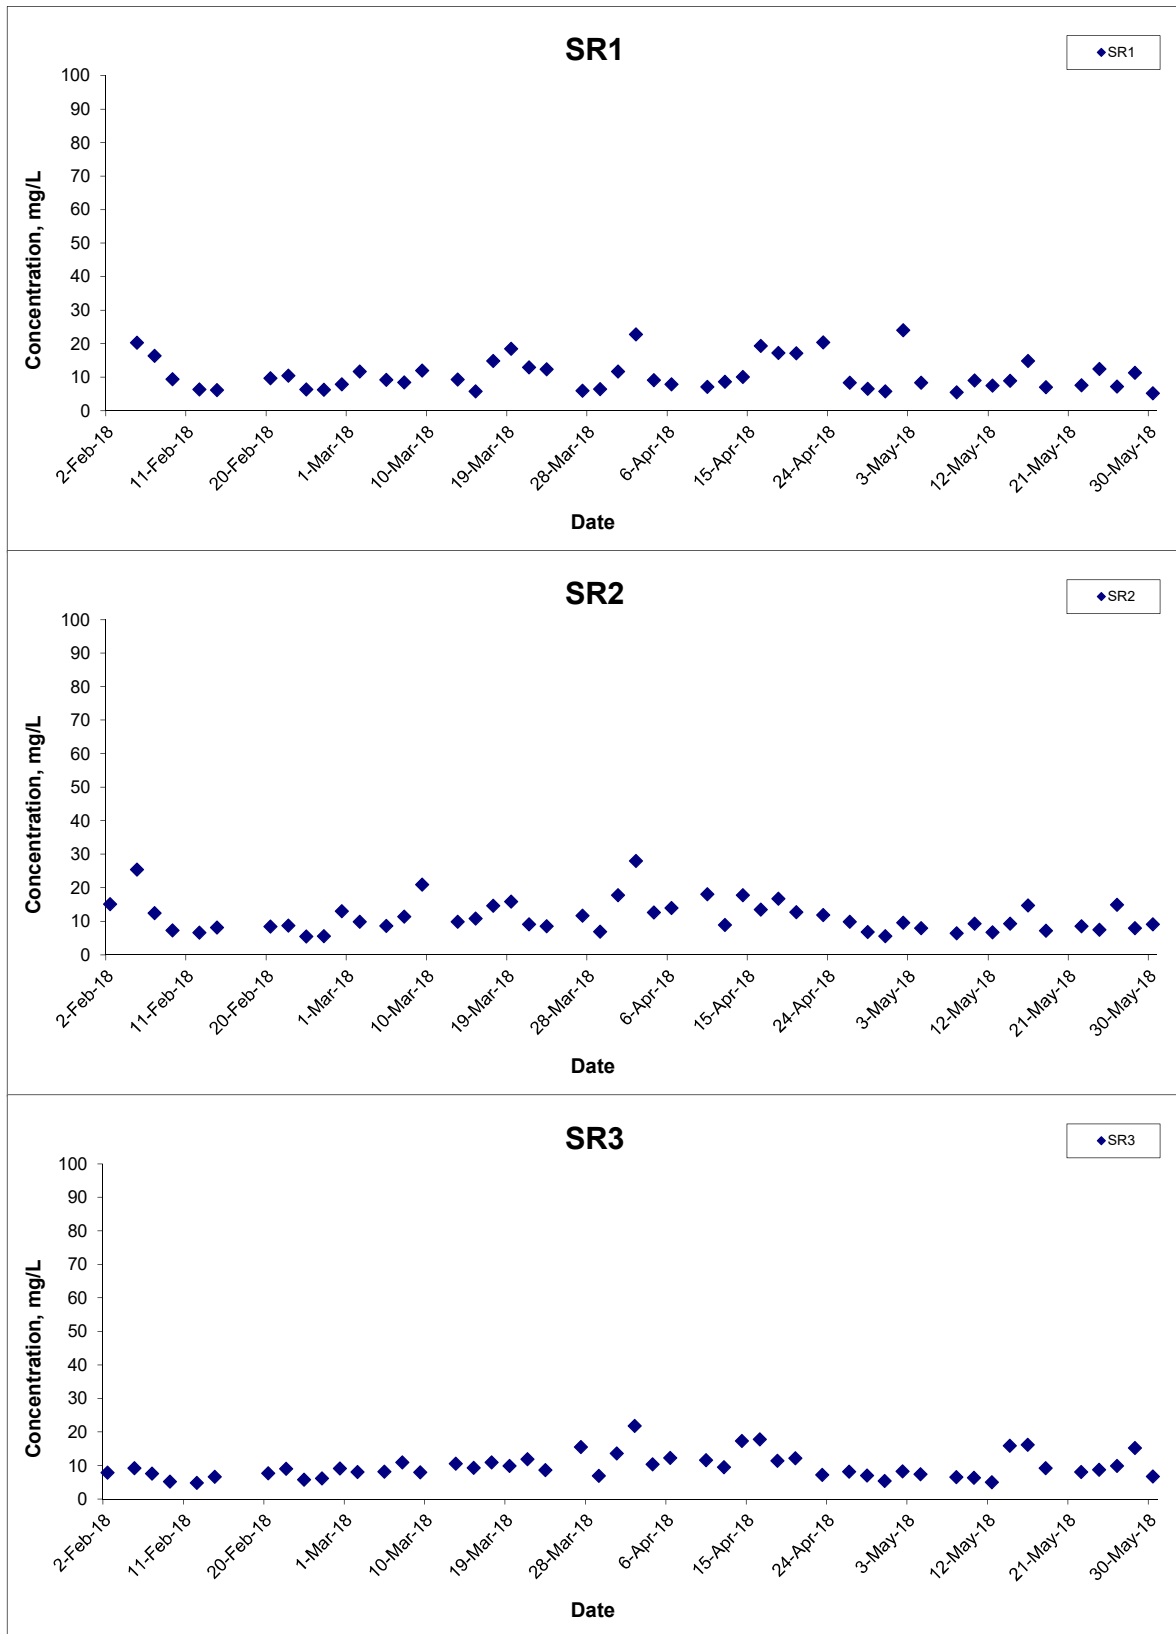 SR1
SR1
100
90
80
70
60
50
40
30
20
10
0
Concentration, mg/L
2-Feb-18
11-Feb-18
20-Feb-18
1-Mar-18
10-Mar-18
19-Mar-18
28-Mar-18
6-Apr-18
15-Apr-18
24-Apr-18
3-May-18
12-May-18
21-May-18
30-May-18
Date
SR2
SR2
100
90
80
70
60
50
40
30
20
10
0
Concentration, mg/L
2-Feb-18
11-Feb-18
20-Feb-18
1-Mar-18
10-Mar-18
19-Mar-18
28-Mar-18
6-Apr-18
15-Apr-18
24-Apr-18
3-May-18
12-May-18
21-May-18
30-May-18
Date
SR3
SR3
100
90
80
70
60
50
40
30
20
10
0
Concentration, mg/L
2-Feb-18
11-Feb-18
20-Feb-18
1-Mar-18
10-Mar-18
19-Mar-18
28-Mar-18
6-Apr-18
15-Apr-18
24-Apr-18
3-May-18
12-May-18
21-May-18
30-May-18
Date